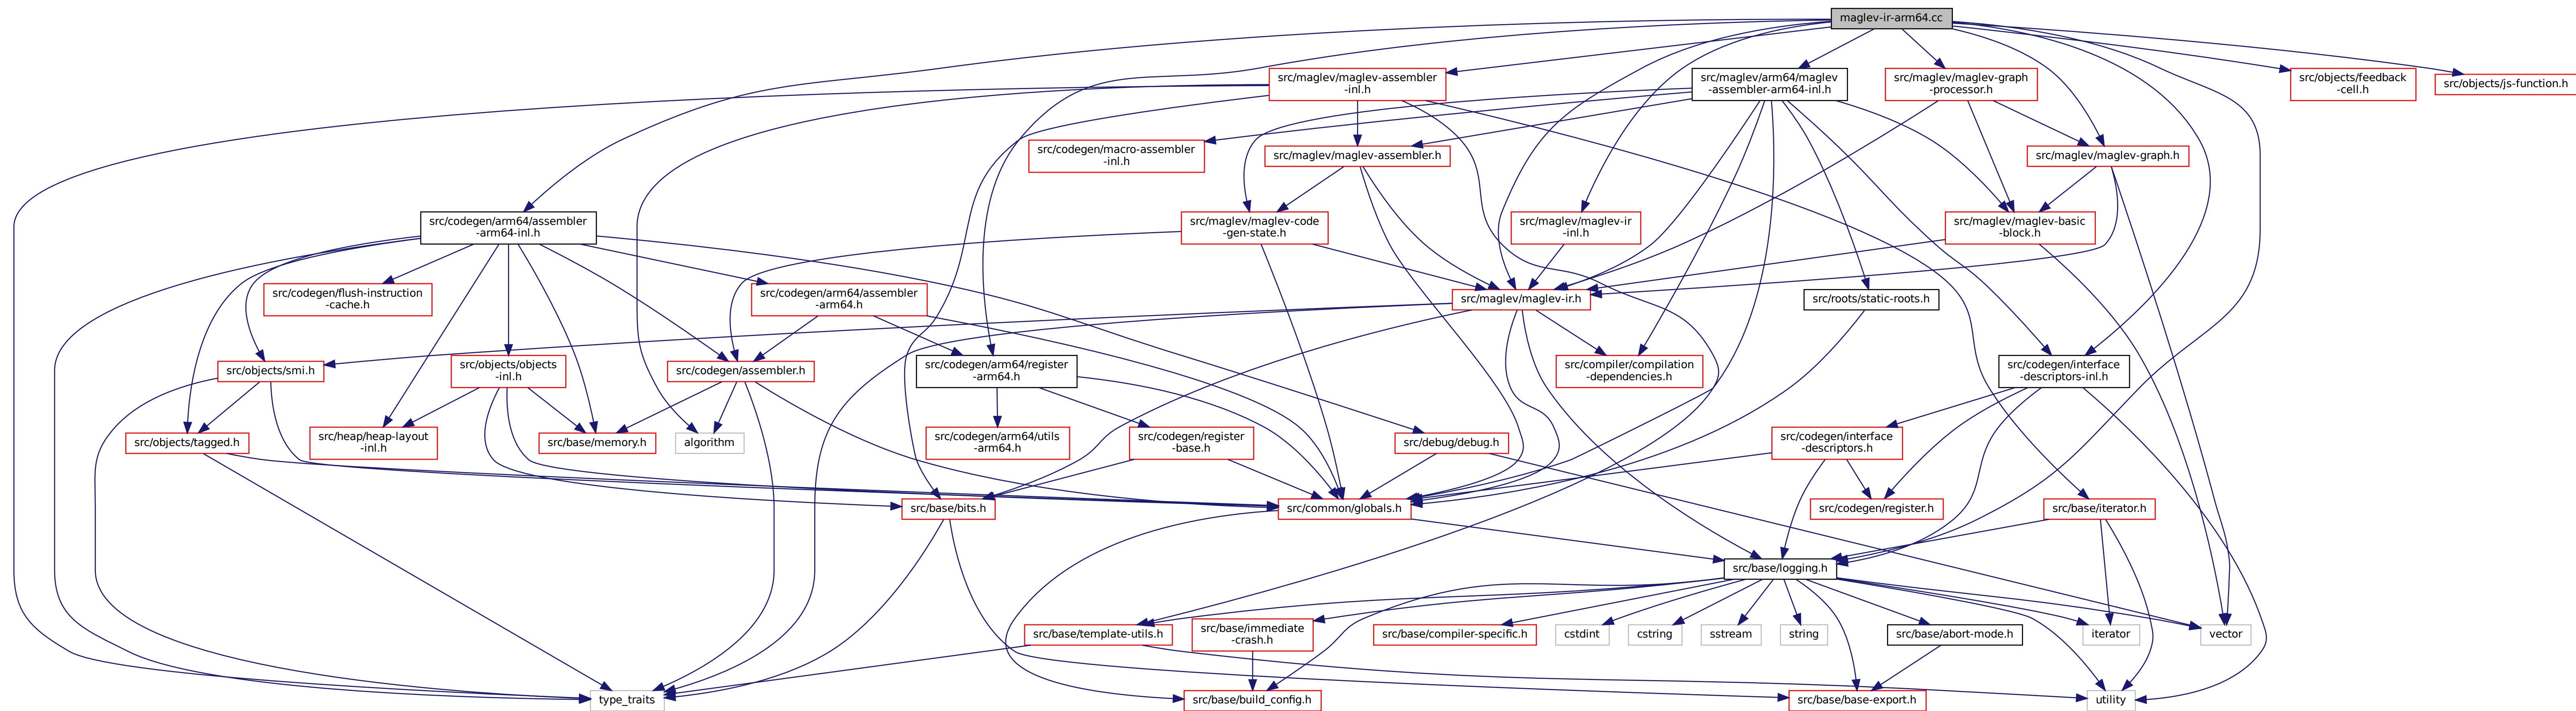 maglev-ir-arm64.cc
src/maglev/maglev-assembler
-inl.h
src/maglev/arm64/maglev
-assembler-arm64-inl.h
src/maglev/maglev-graph
-processor.h
src/objects/feedback
-cell.h
src/objects/js-function.h
src/codegen/macro-assembler
-inl.h
src/maglev/maglev-assembler.h
src/maglev/maglev-graph.h
src/codegen/arm64/assembler
-arm64-inl.h
src/maglev/maglev-code
-gen-state.h
src/maglev/maglev-ir
-inl.h
src/maglev/maglev-basic
-block.h
src/codegen/flush-instruction
-cache.h
src/codegen/arm64/assembler
-arm64.h
src/maglev/maglev-ir.h
src/roots/static-roots.h
src/objects/smi.h
src/objects/objects
-inl.h
src/codegen/assembler.h
src/codegen/arm64/register
-arm64.h
src/compiler/compilation
-dependencies.h
src/codegen/interface
-descriptors-inl.h
src/objects/tagged.h
src/heap/heap-layout
-inl.h
src/base/memory.h
algorithm
src/codegen/arm64/utils
-arm64.h
src/codegen/register
-base.h
src/debug/debug.h
src/codegen/interface
-descriptors.h
src/base/bits.h
src/common/globals.h
src/codegen/register.h
src/base/iterator.h
src/base/logging.h
src/base/template-utils.h
src/base/immediate
-crash.h
src/base/compiler-specific.h
cstdint
cstring
sstream
string
src/base/abort-mode.h
iterator
vector
type_traits
src/base/build_config.h
src/base/base-export.h
utility